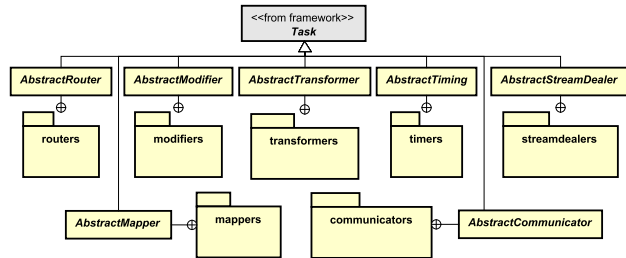 <<from framework>>
Task
AbstractRouter
AbstractModifier
AbstractTransformer
AbstractTiming
AbstractStreamDealer
routers
modifiers
transformers
timers
streamdealers
AbstractMapper
mappers
communicators
AbstractCommunicator